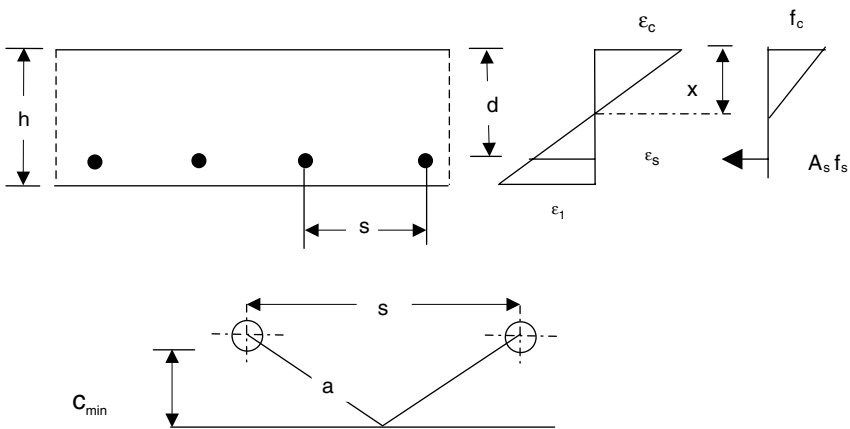 ε_c
f_c
h
d
x
s
ε_s
A_s f_s
ε_1
s
a
C_min